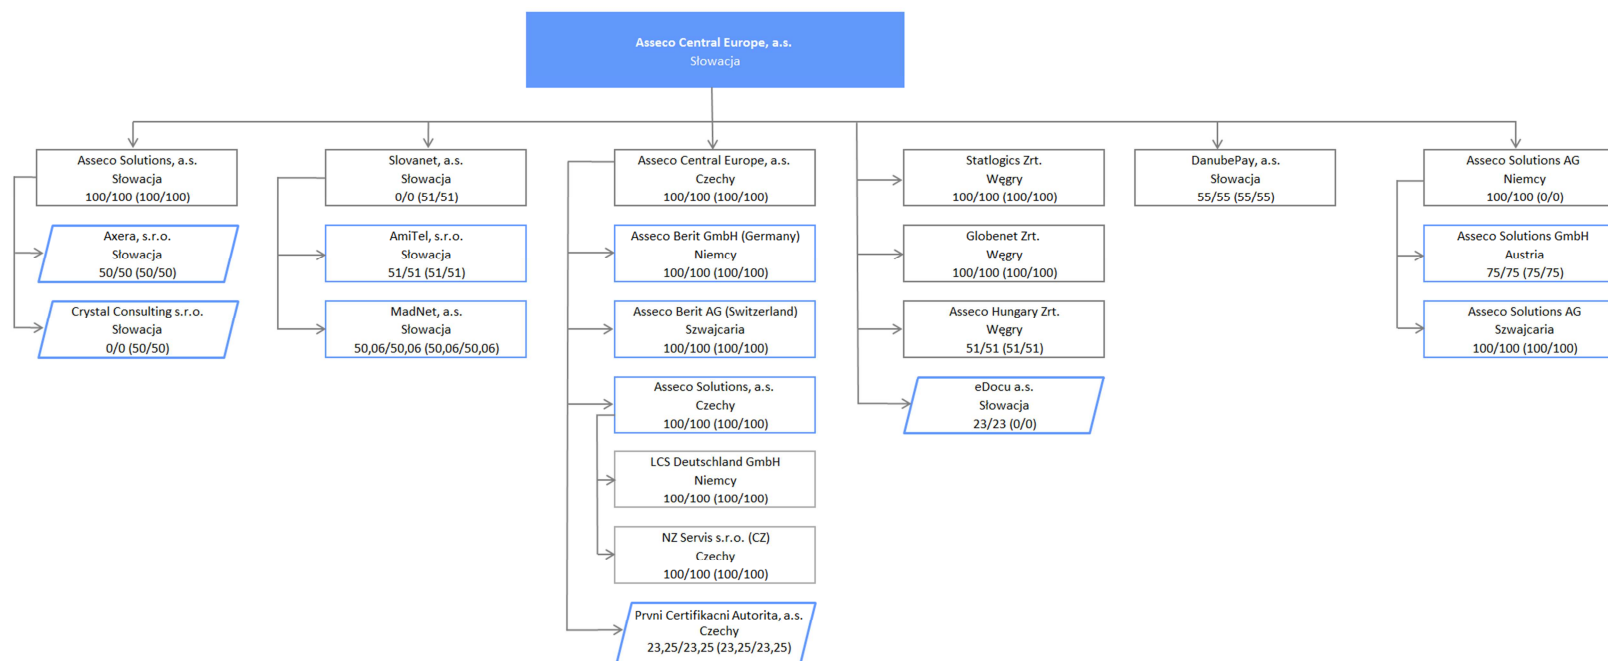 Asseco Central Europe, a.s.
Słowacja
Asseco Solutions, a.s.
Słowacja
100/100 (100/100)
Axera, s.r.o.
Słowacja
50/50 (50/50)
Crystal Consulting s.r.o.
Słowacja
0/0 (50/50)
Slovanet, a.s.
Słowacja
0/0 (51/51)
AmiTel, s.r.o.
Słowacja
51/51 (51/51)
MadNet, a.s.
Słowacja
50,06/50,06 (50,06/50,06)
Asseco Central Europe, a.s.
Czechy
100/100 (100/100)
Asseco Berit GmbH (Germany)
Niemcy
100/100 (100/100)
Asseco Berit AG (Switzerland)
Szwajcaria
100/100 (100/100)
Asseco Solutions, a.s.
Czechy
100/100 (100/100)
LCS Deutschland GmbH
Niemcy
100/100 (100/100)
NZ Servis s.r.o. (CZ)
Czechy
100/100 (100/100)
Prvni Certifikacni Autorita, a.s.
Czechy
23,25/23,25 (23,25/23,25)
Statlogics Zrt.
Węgry
100/100 (100/100)
Globenet Zrt.
Węgry
100/100 (100/100)
Asseco Hungary Zrt.
Węgry
51/51 (51/51)
eDocu a.s.
Słowacja
23/23 (0/0)
DanubePay, a.s.
Słowacja
55/55 (55/55)
Asseco Solutions AG
Niemcy
100/100 (0/0)
Asseco Solutions GmbH
Austria
75/75 (75/75)
Asseco Solutions AG
Szwajcaria
100/100 (100/100)